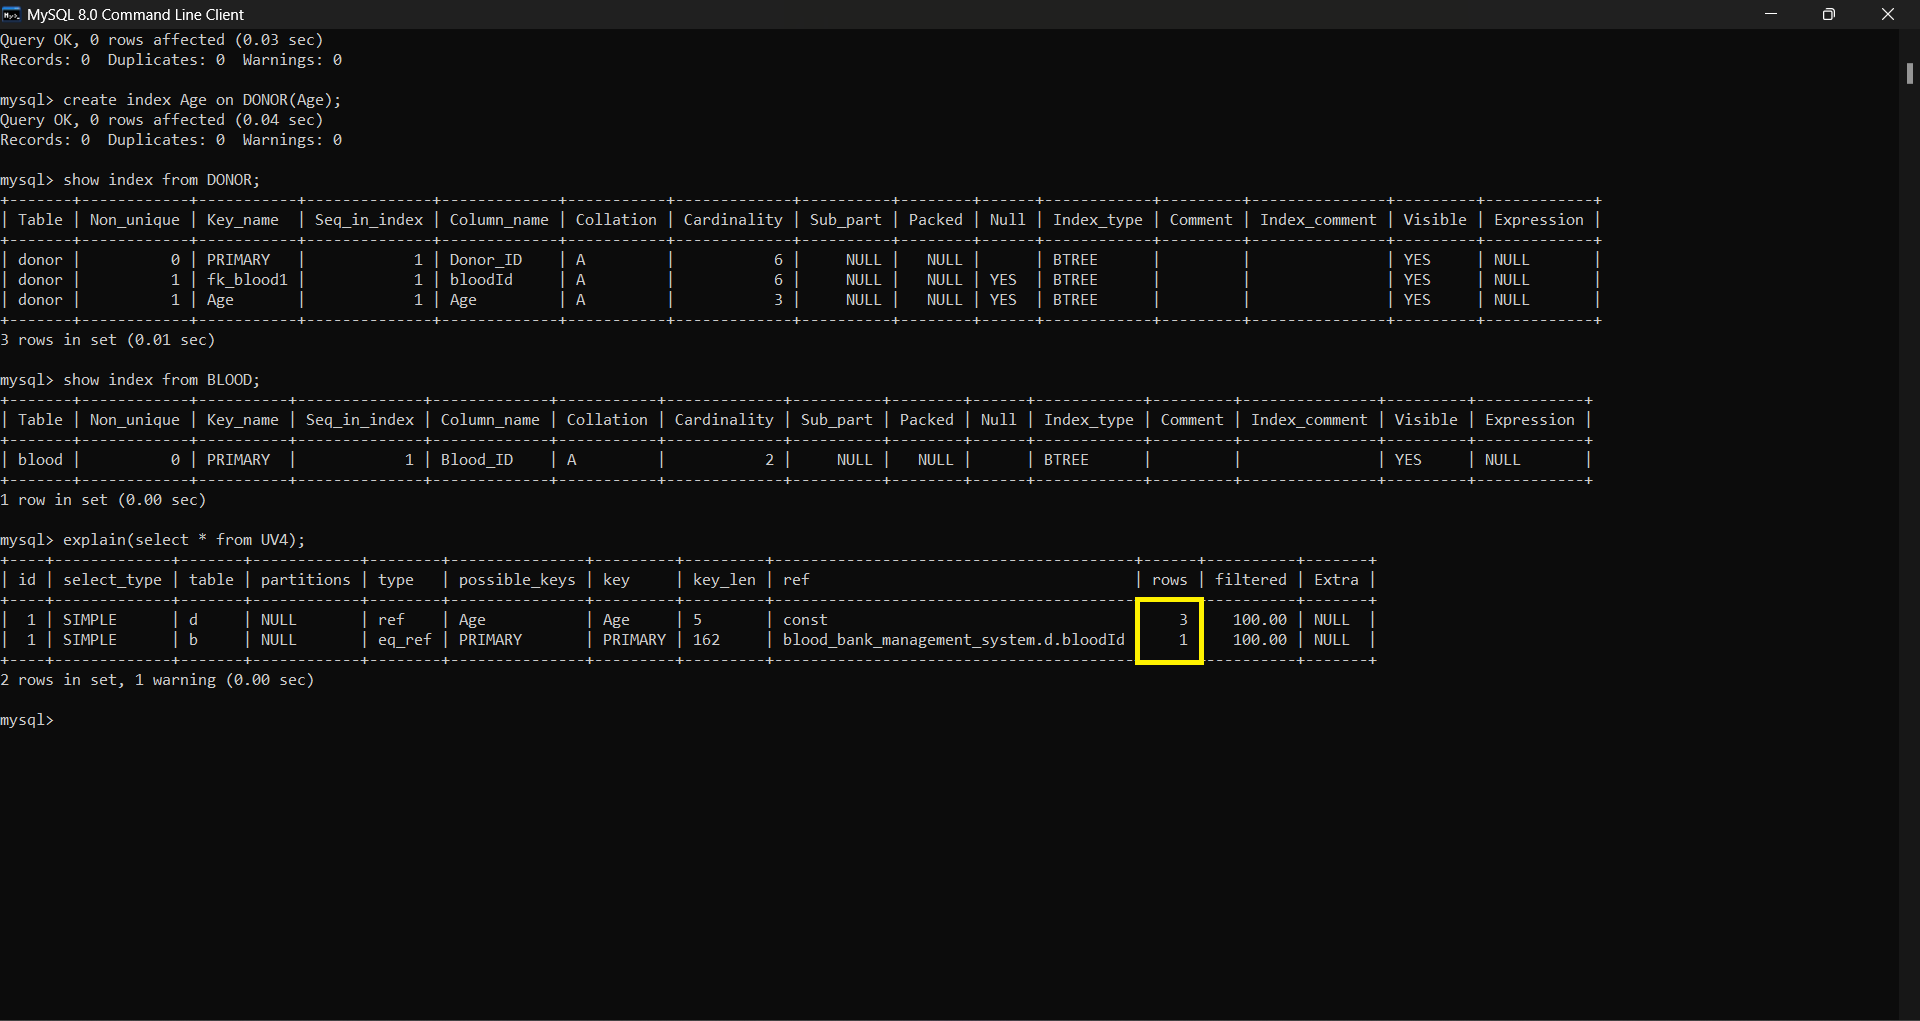 MySQL 8.0 Command Line Client
Query OK, 0 rows affected (0.03 sec)
Records: 0  Duplicates: 0  Warnings: 0

mysql> create index Age on DONOR(Age);
Query OK, 0 rows affected (0.04 sec)
Records: 0  Duplicates: 0  Warnings: 0

mysql> show index from DONOR;
| Table | Non_unique | Key_name  | Seq_in_index | Column_name | Collation | Cardinality | Sub_part | Packed | Null | Index_type | Comment | Index_comment | Visible | Expression |
| donor |          0 | PRIMARY   |            1 | Donor_ID    | A         |           6 |     NULL |   NULL |      | BTREE      |         |               | YES     | NULL       |
| donor |          1 | fk_blood1 |            1 | bloodId     | A         |           6 |     NULL |   NULL | YES  | BTREE      |         |               | YES     | NULL       |
| donor |          1 | Age       |            1 | Age         | A         |           3 |     NULL |   NULL | YES  | BTREE      |         |               | YES     | NULL       |
3 rows in set (0.01 sec)

mysql> show index from BLOOD;
| Table | Non_unique | Key_name | Seq_in_index | Column_name | Collation | Cardinality | Sub_part | Packed | Null | Index_type | Comment | Index_comment | Visible | Expression |
| blood |          0 | PRIMARY  |            1 | Blood_ID    | A         |           2 |     NULL |   NULL |      | BTREE      |         |               | YES     | NULL       |
1 row in set (0.00 sec)

mysql> explain(select * from UV4);
| id | select_type | table | partitions | type   | possible_keys | key     | key_len | ref                                   | rows | filtered | Extra |
|  1 | SIMPLE      | d     | NULL       | ref    | Age           | Age     | 5       | const                                 |    3 |   100.00 | NULL  |
|  1 | SIMPLE      | b     | NULL       | eq_ref | PRIMARY       | PRIMARY | 162     | blood_bank_management_system.d.bloodId |    1 |   100.00 | NULL  |
2 rows in set, 1 warning (0.00 sec)

mysql>